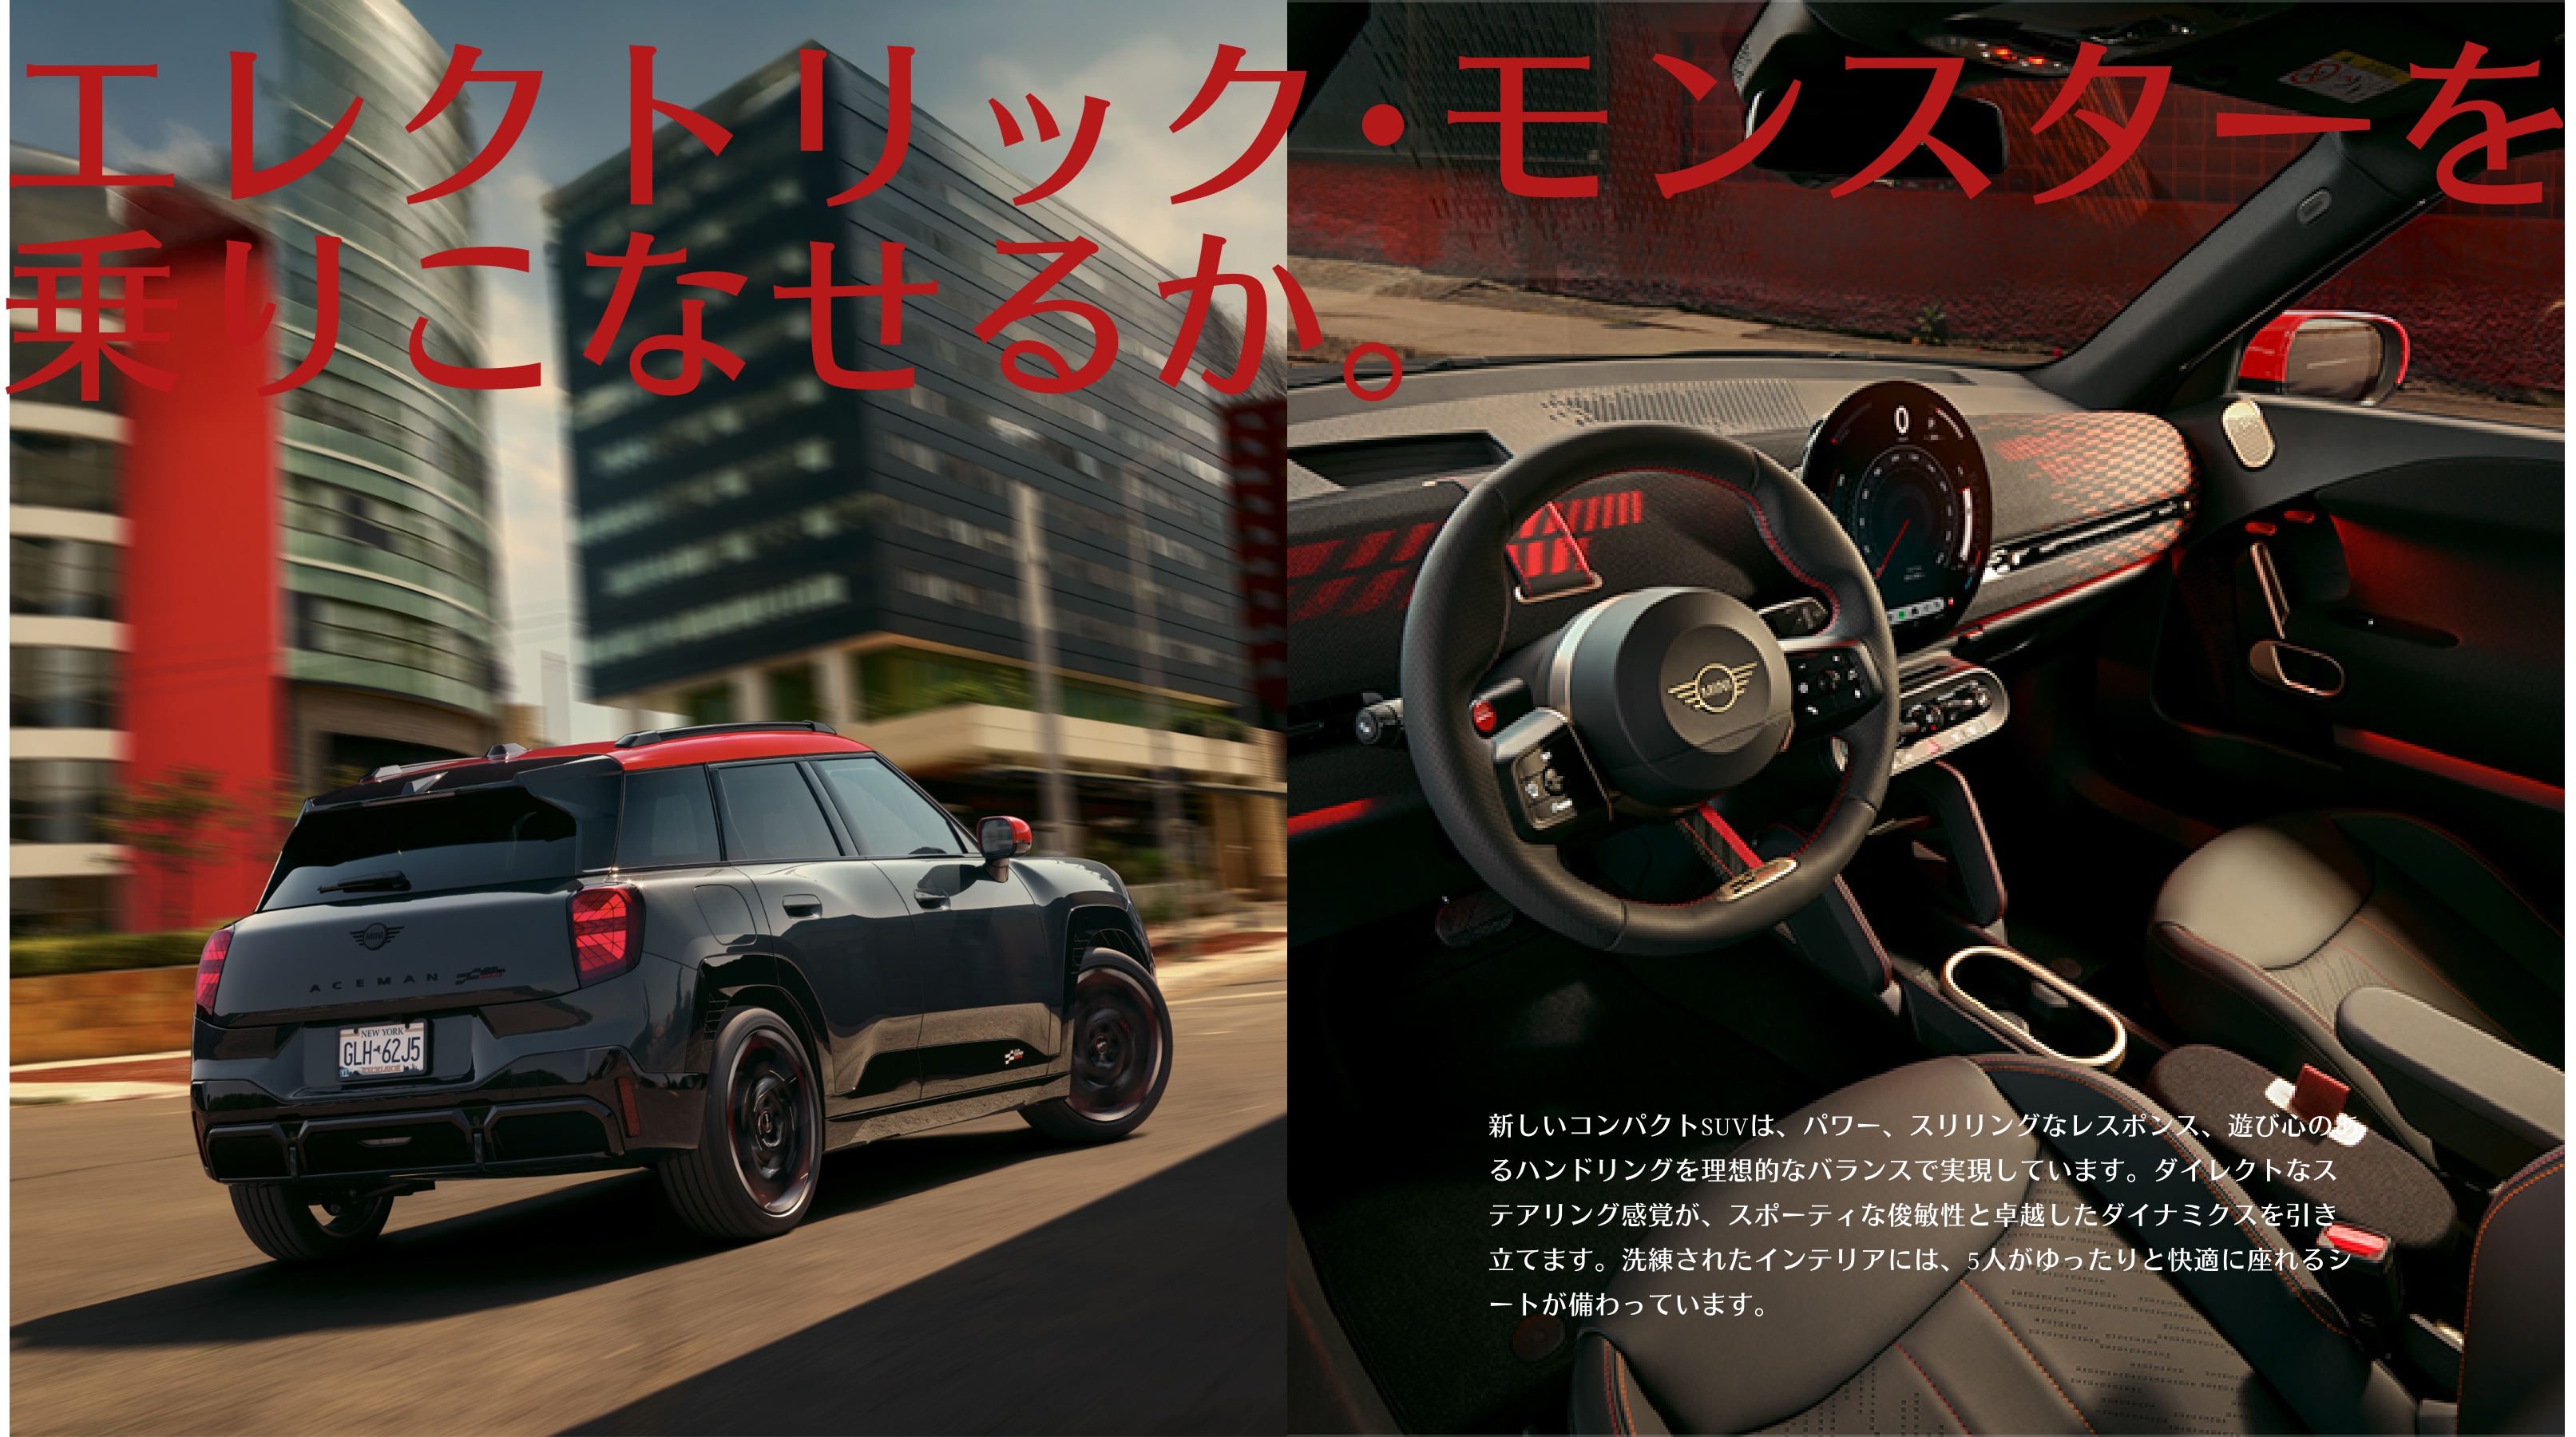 エレクトリック・モンスターを
乗りこなせるか。
MINI
ACEMAN
NEW YORK
GLH 62J5
EXCELSIOR
MINI
新しいコンパクトSUVは、パワー、スリリングなレスポンス、遊び心のあ
るハンドリングを理想的なバランスで実現しています。ダイレクトなス
テアリング感覚が、スポーティな俊敏性と卓越したダイナミクスを引き
立てます。洗練されたインテリアには、5人がゆったりと快適に座れるシ
ートが備わっています。